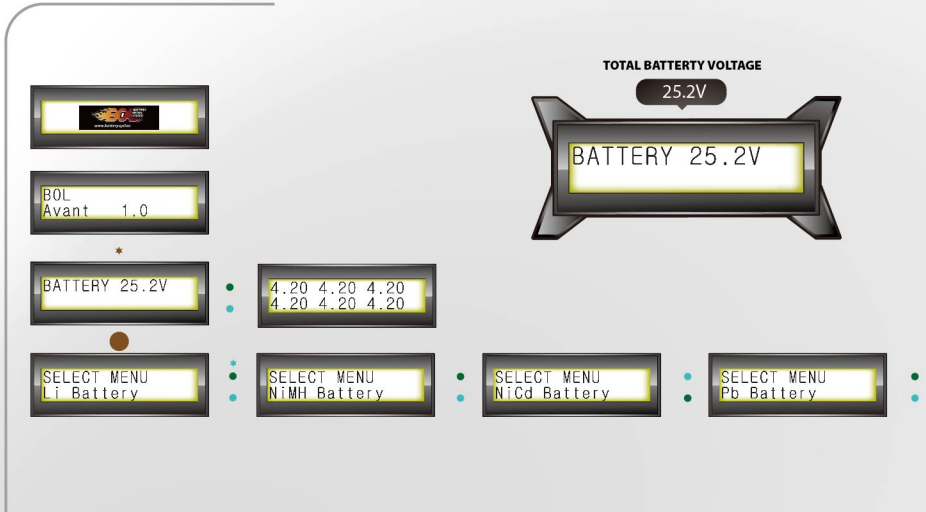 TOTAL BATTERTY VOLTAGE
25.2V
BATTERY 25.2V
BOL
Avant 1.0
BATTERY 25.2V
4.20 4.20 4.20
4.20 4.20 4.20
SELECT MENU
Li Battery
SELECT MENU
NiMH Battery
SELECT MENU
NiCd Battery
SELECT MENU
Pb Battery